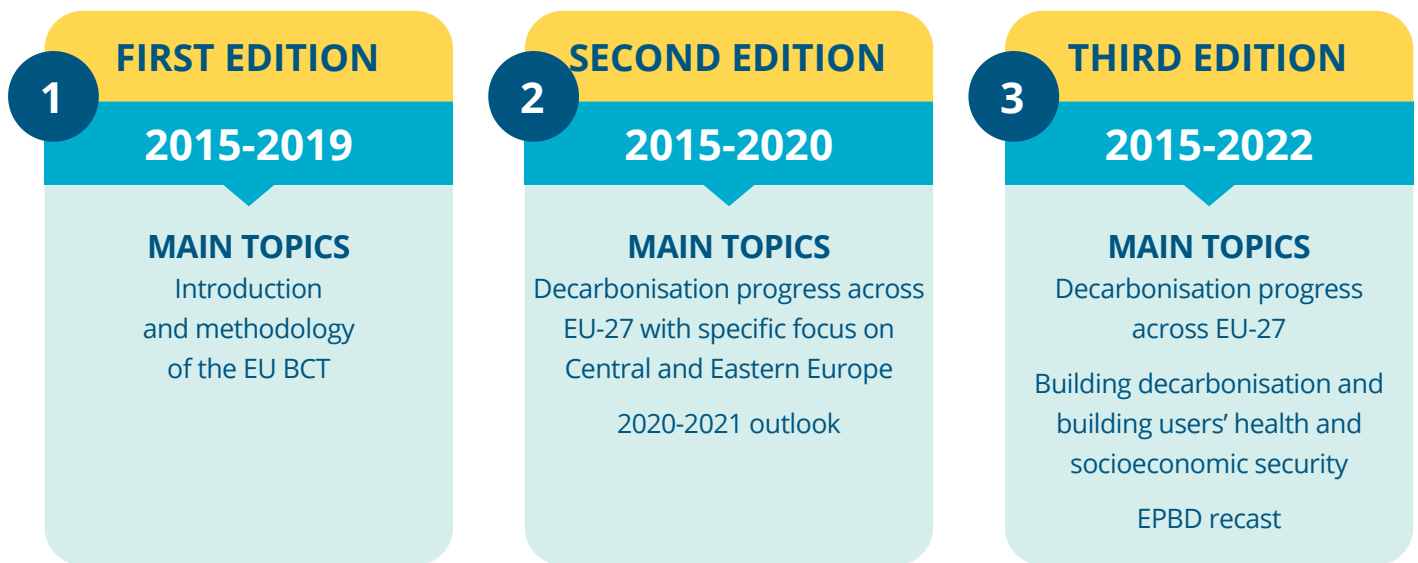 1
FIRST EDITION
2015-2019
MAIN TOPICS
Introduction
and methodology
of the EU BCT
2
SECOND EDITION
2015-2020
MAIN TOPICS
Decarbonisation progress across
EU-27 with specific focus on
Central and Eastern Europe
2020-2021 outlook
3
THIRD EDITION
2015-2022
MAIN TOPICS
Decarbonisation progress
across EU-27
Building decarbonisation and
building users’ health and
socioeconomic security
EPBD recast